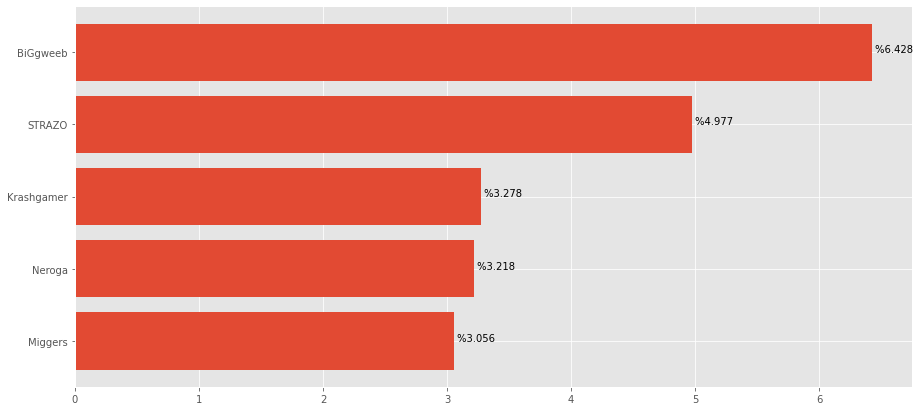 BiGgweeb %6.428
STRAZO %4.977
Krashgamer %3.278
Neroga %3.218
Miggers %3.056
0 1 2 3 4 5 6